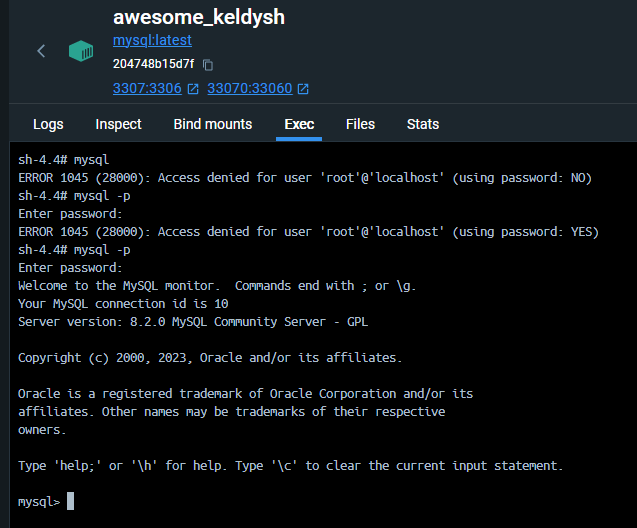 awesome_keldysh
mysql:latest
204748b15d7f
3307:3306 33070:33060
Logs Inspect Bind mounts Exec Files Stats
sh-4.4# mysql
ERROR 1045 (28000): Access denied for user 'root'@'localhost' (using password: NO)
sh-4.4# mysql -p
Enter password:
ERROR 1045 (28000): Access denied for user 'root'@'localhost' (using password: YES)
sh-4.4# mysql -p
Enter password:
Welcome to the MySQL monitor.  Commands end with ; or \g.
Your MySQL connection id is 10
Server version: 8.2.0 MySQL Community Server - GPL
Copyright (c) 2000, 2023, Oracle and/or its affiliates.
Oracle is a registered trademark of Oracle Corporation and/or its
affiliates. Other names may be trademarks of their respective
owners.
Type 'help;' or '\h' for help. Type '\c' to clear the current input statement.
mysql>